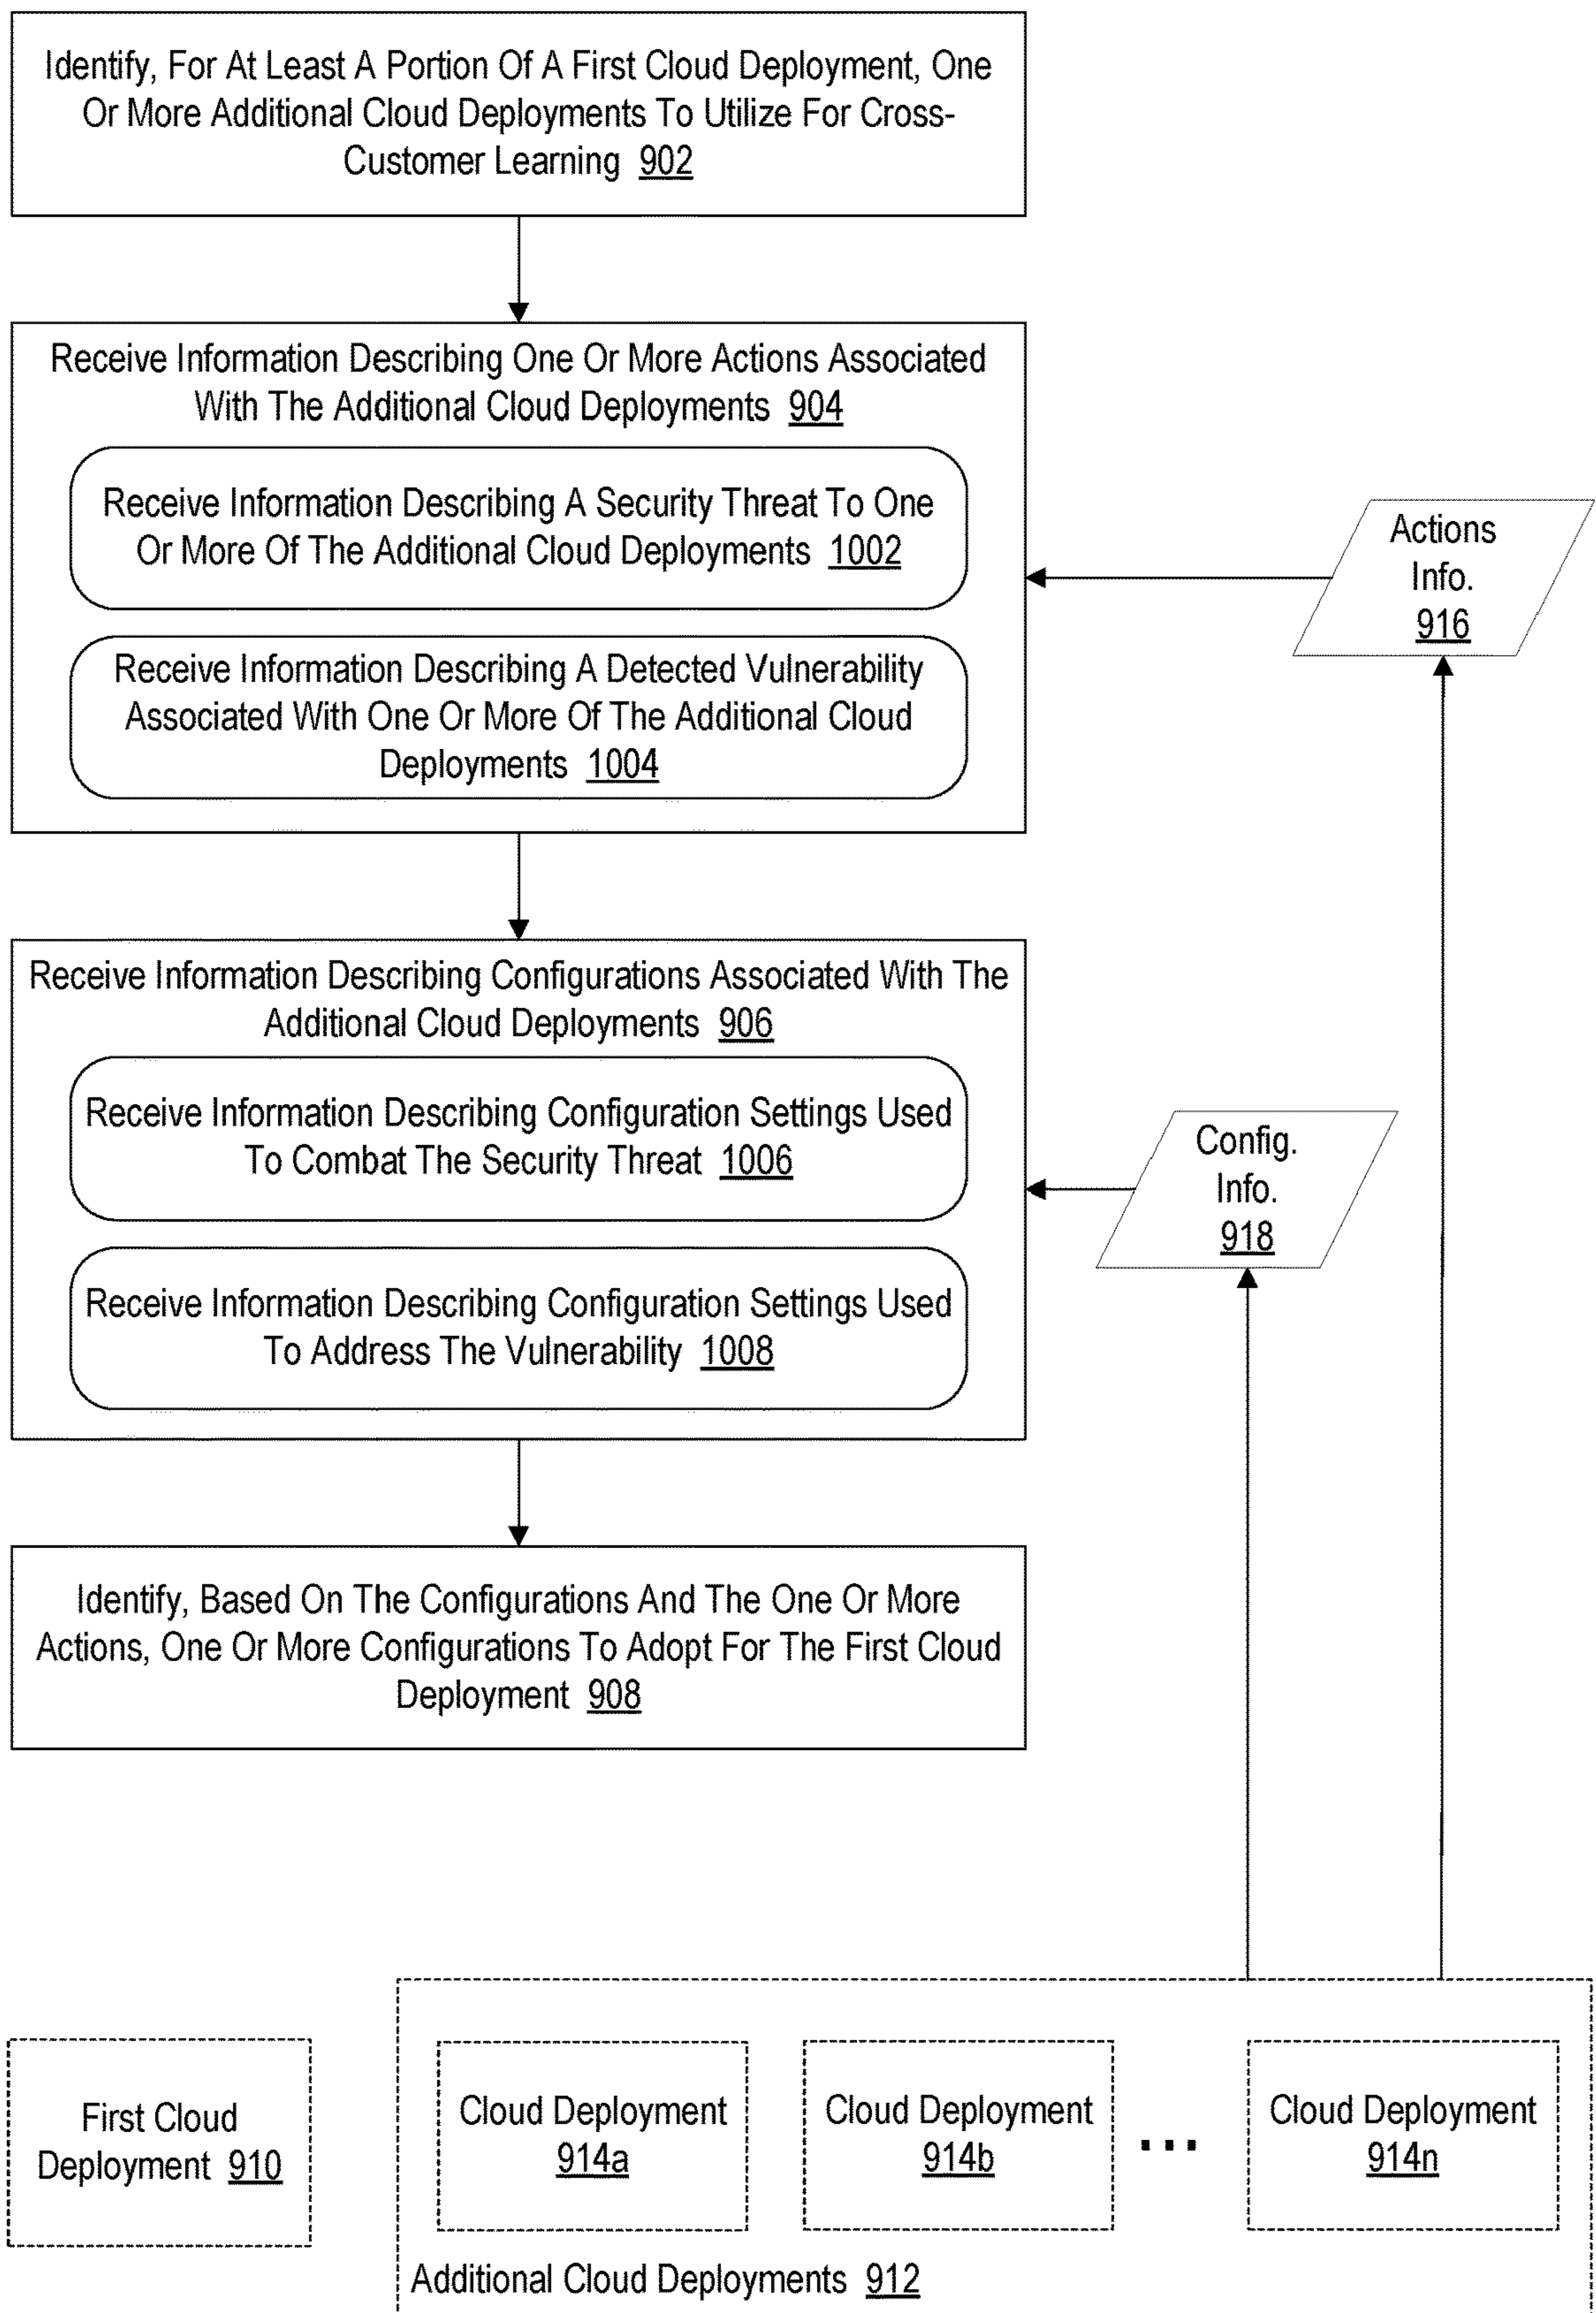 Identify, For At Least A Portion Of A First Cloud Deployment, One
Or More Additional Cloud Deployments To Utilize For Cross-
Customer Learning 902
Receive Information Describing One Or More Actions Associated
With The Additional Cloud Deployments 904
Receive Information Describing A Security Threat To One
Or More Of The Additional Cloud Deployments 1002
Receive Information Describing A Detected Vulnerability
Associated With One Or More Of The Additional Cloud
Deployments 1004
Actions
Info.
916
Receive Information Describing Configurations Associated With The
Additional Cloud Deployments 906
Receive Information Describing Configuration Settings Used
To Combat The Security Threat 1006
Receive Information Describing Configuration Settings Used
To Address The Vulnerability 1008
Config.
Info.
918
Identify, Based On The Configurations And The One Or More
Actions, One Or More Configurations To Adopt For The First Cloud
Deployment 908
First Cloud
Deployment 910
Cloud Deployment
914a
Cloud Deployment
914b
...
Cloud Deployment
914n
Additional Cloud Deployments 912